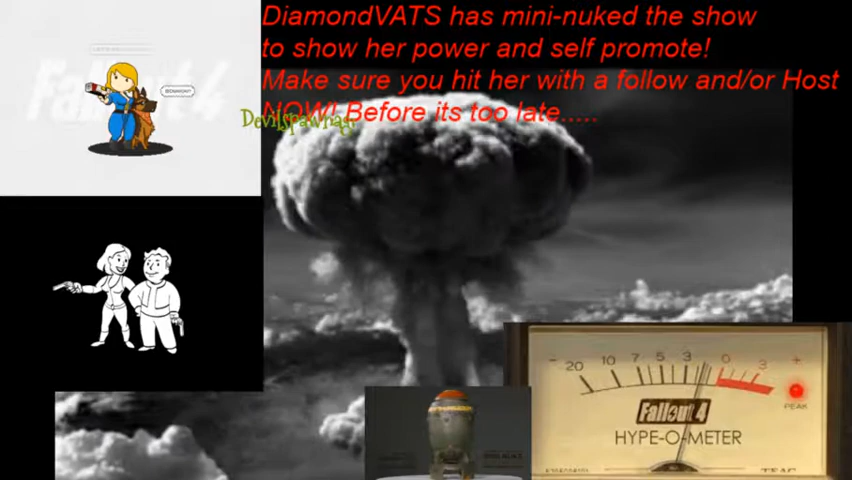 DiamondVATS has mini-nuked the show
to show her power and self promote!
Make sure you hit her with a follow and/or Host
NOW! Before its too late.....
Fallout 4
- 20 10 7 5 3 0 3 +
PEAK
Fallout 4
HYPE-O-METER
TEAC